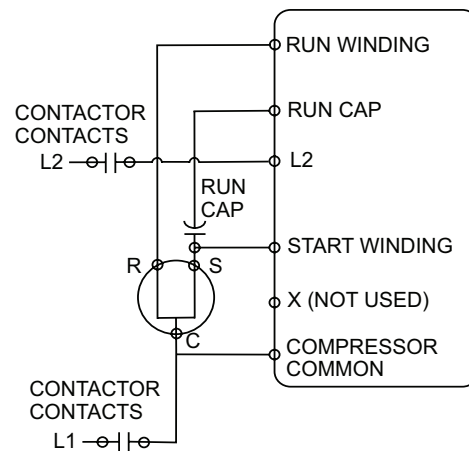 RUN WINDING
RUN CAP
CONTACTOR
CONTACTS
L2
L2
RUN
CAP
START WINDING
R
S
X (NOT USED)
C
COMPRESSOR
COMMON
CONTACTOR
CONTACTS
L1